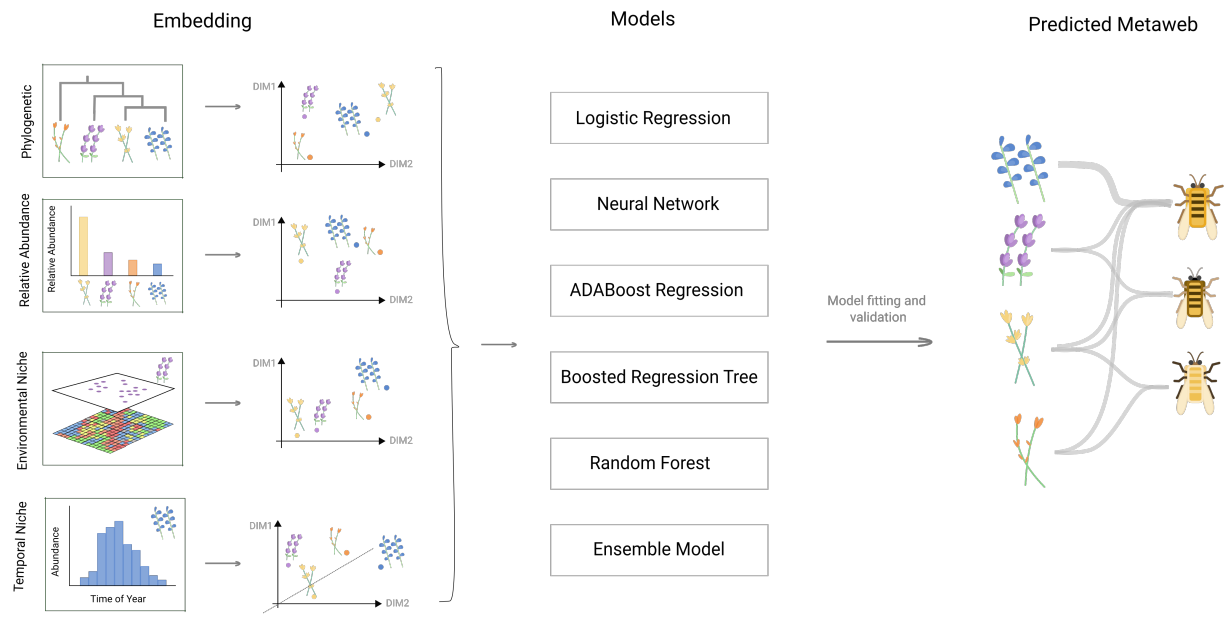 Embedding
Models
Predicted Metaweb
Phylogenetic
DIM1
DIM2
Relative Abundance
Relative Abundance
DIM1
DIM2
Environmental Niche
DIM1
DIM2
Temporal Niche
Abundance
Time of Year
DIM1
DIM2
Logistic Regression
Neural Network
ADABoost Regression
Boosted Regression Tree
Random Forest
Ensemble Model
Model fitting and
validation